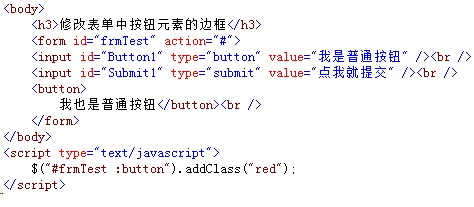 <body>
<h3>修改表单中按钮元素的边框</h3>
<form id="frmTest" action="#">
<input id="Button1" type="button" value="我是普通按钮" /><br />
<input id="Submit1" type="submit" value="点我就提交" /><br />
<button>
我也是普通按钮</button><br />
</form>
</body>
<script type="text/javascript">
$("#frmTest :button").addClass("red");
</script>